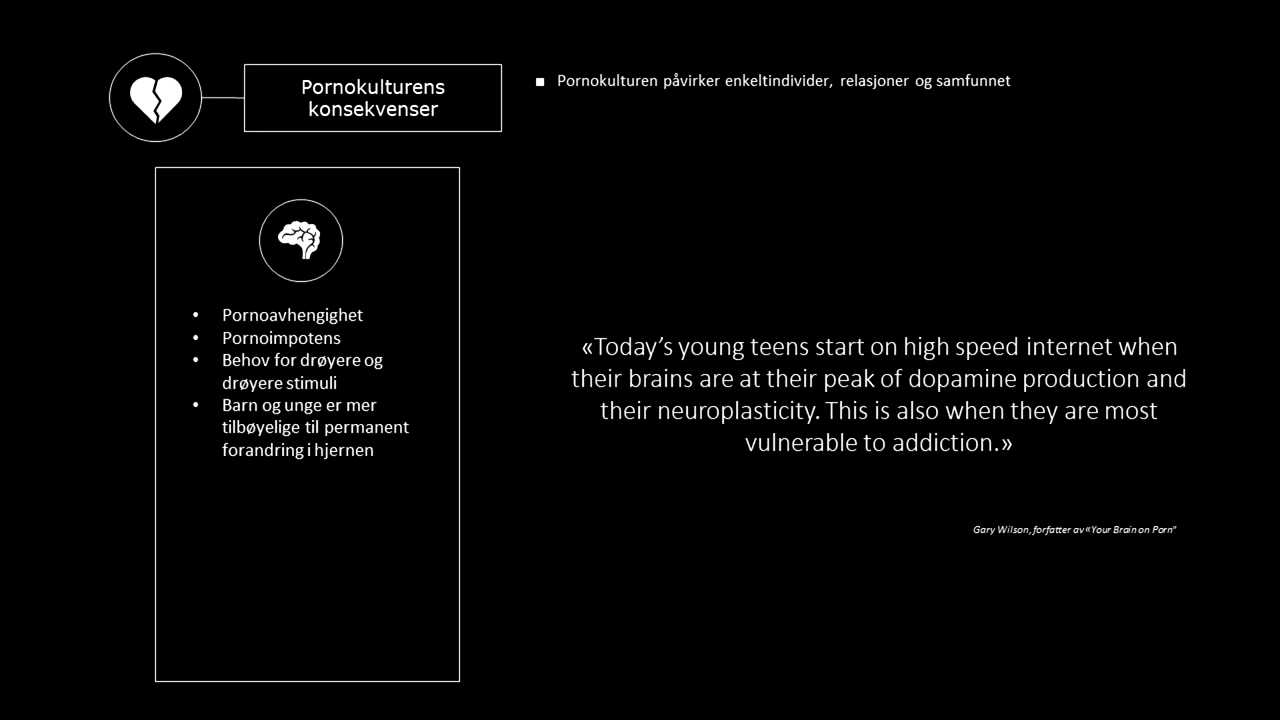 Pornokulturens
konsekvenser
▪ Pornokulturen påvirker enkeltindivider, relasjoner og samfunnet
• Pornoavhengighet
• Pornoimpotens
• Behov for drøyere og
drøyere stimuli
• Barn og unge er mer
tilbøyelige til permanent
forandring i hjernen
«Today’s young teens start on high speed internet when
their brains are at their peak of dopamine production and
their neuroplasticity. This is also when they are most
vulnerable to addiction.»
Gary Wilson, forfatter av «Your Brain on Porn"